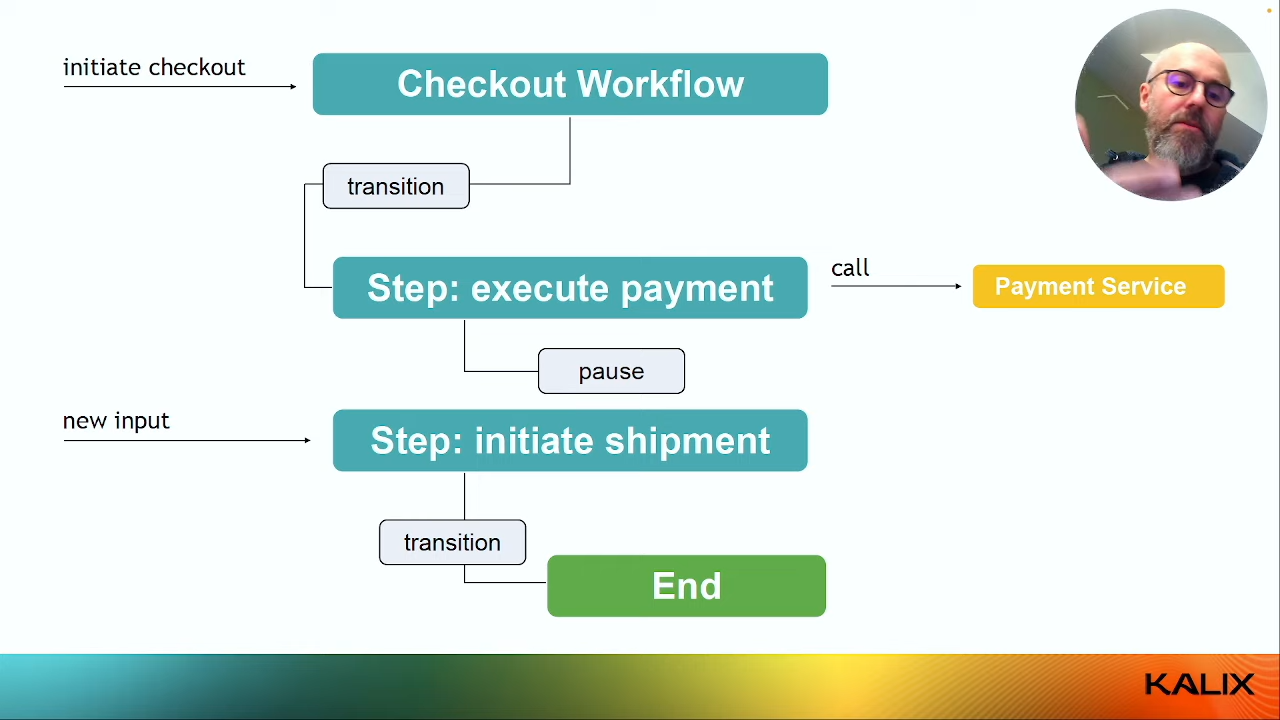 initiate checkout
Checkout Workflow
transition
Step: execute payment
call
Payment Service
pause
new input
Step: initiate shipment
transition
End
KALIX